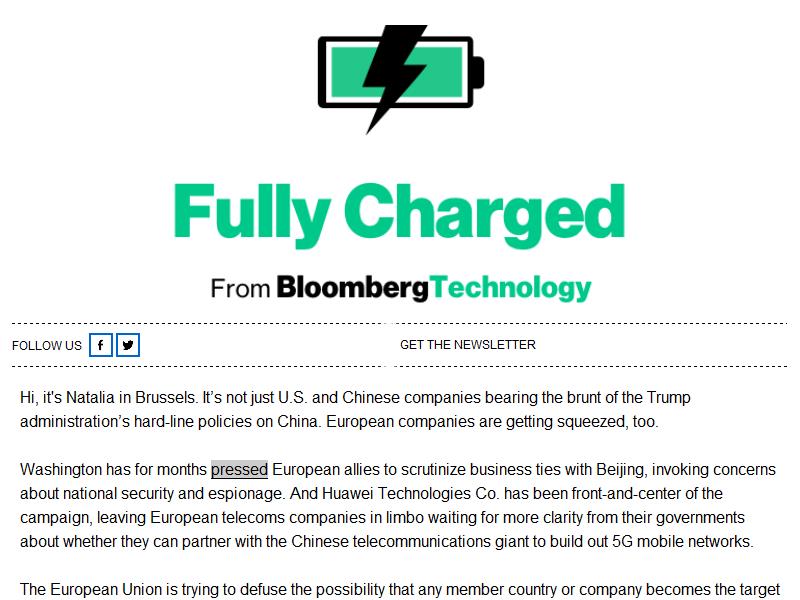 Fully Charged
From BloombergTechnology
FOLLOW US
GET THE NEWSLETTER
Hi, it's Natalia in Brussels. It’s not just U.S. and Chinese companies bearing the brunt of the Trump
administration’s hard-line policies on China. European companies are getting squeezed, too.
Washington has for months pressed European allies to scrutinize business ties with Beijing, invoking concerns
about national security and espionage. And Huawei Technologies Co. has been front-and-center of the
campaign, leaving European telecoms companies in limbo waiting for more clarity from their governments
about whether they can partner with the Chinese telecommunications giant to build out 5G mobile networks.
The European Union is trying to defuse the possibility that any member country or company becomes the target